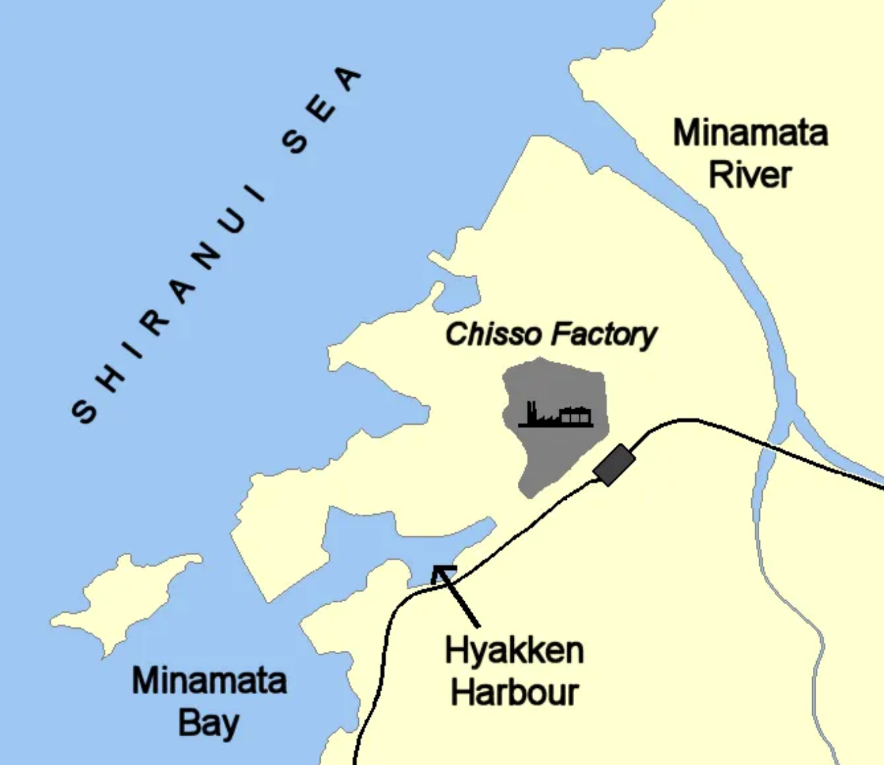 SHIRANUI SEA
Minamata
River
Chisso Factory
Hyakken
Harbour
Minamata
Bay